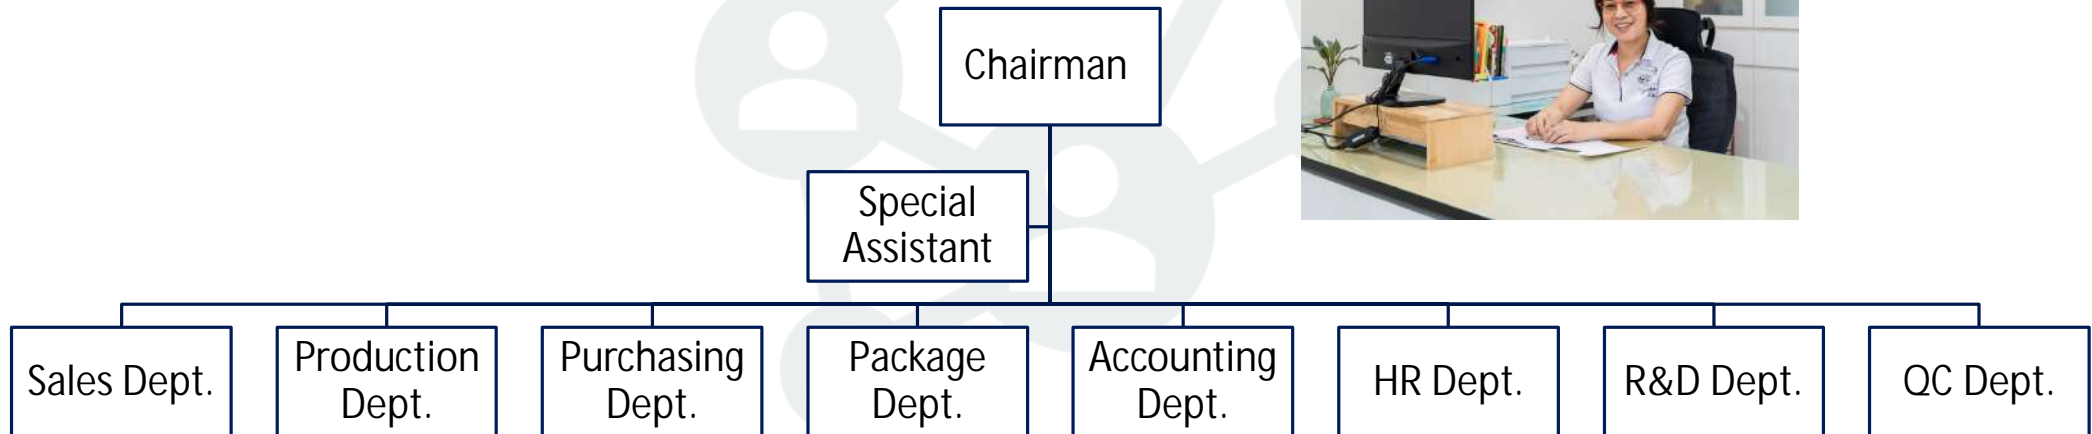 Chairman
Special
Assistant
Sales Dept.
Production
Dept.
Purchasing
Dept.
Package
Dept.
Accounting
Dept.
HR Dept.
R&D Dept.
QC Dept.